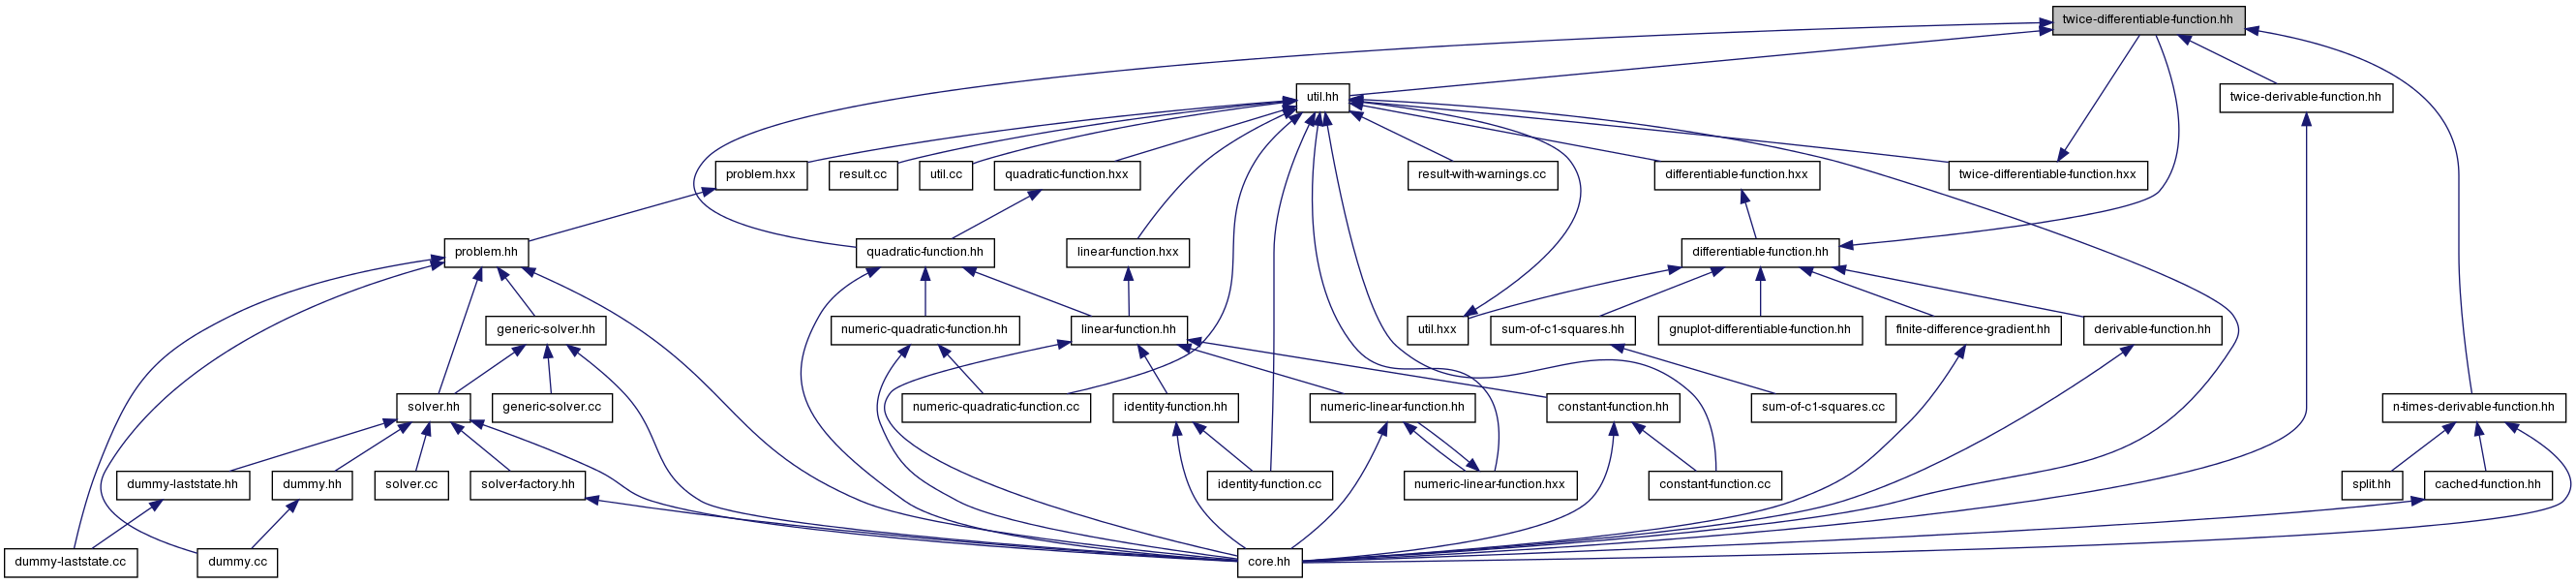 twice-differentiable-function.hh
util.hh
twice-derivable-function.hh
problem.hxx
result.cc
util.cc
quadratic-function.hxx
result-with-warnings.cc
differentiable-function.hxx
twice-differentiable-function.hxx
problem.hh
quadratic-function.hh
linear-function.hxx
differentiable-function.hh
generic-solver.hh
numeric-quadratic-function.hh
linear-function.hh
util.hxx
sum-of-c1-squares.hh
gnuplot-differentiable-function.hh
finite-difference-gradient.hh
derivable-function.hh
solver.hh
generic-solver.cc
numeric-quadratic-function.cc
identity-function.hh
numeric-linear-function.hh
constant-function.hh
sum-of-c1-squares.cc
n-times-derivable-function.hh
dummy-laststate.hh
dummy.hh
solver.cc
solver-factory.hh
identity-function.cc
numeric-linear-function.hxx
constant-function.cc
split.hh
cached-function.hh
dummy-laststate.cc
dummy.cc
core.hh